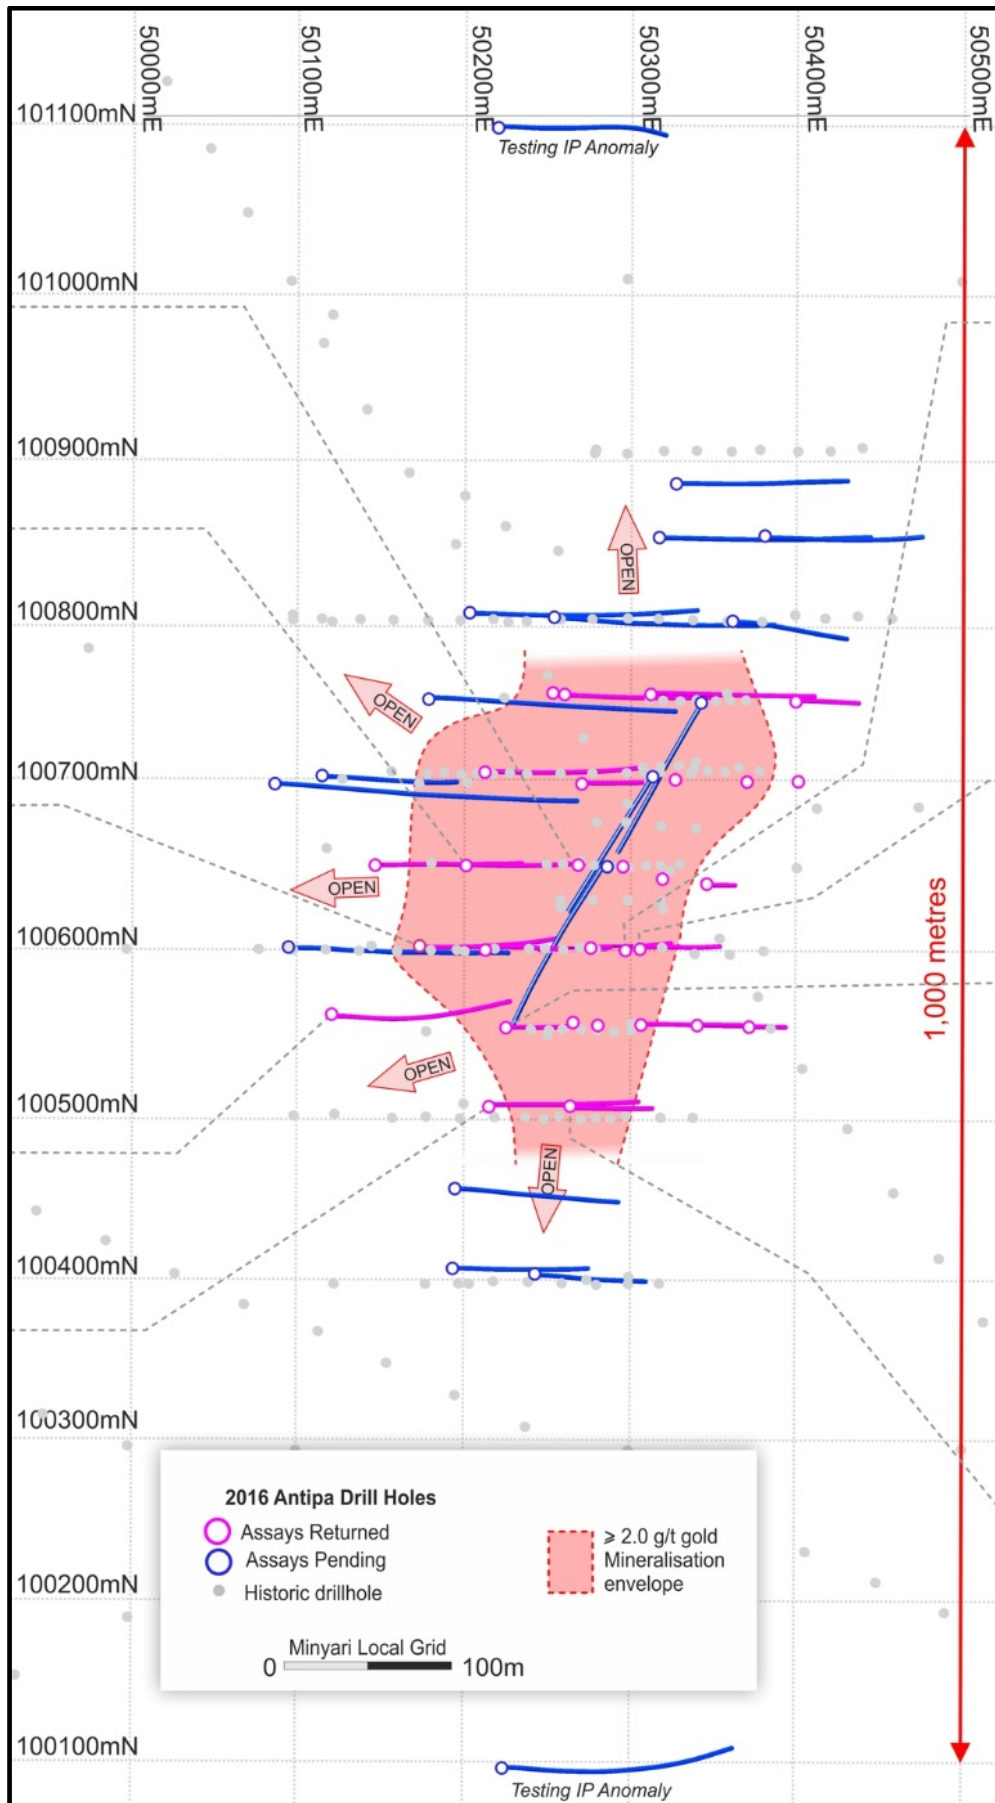 50000mE
50100mE
50200mE
50300mE
50400mE
50500mE
101100mN
Testing IP Anomaly
101000mN
100900mN
OPEN
100800mN
OPEN
100700mN
OPEN
1,000 metres
100600mN
OPEN
100500mN
OPEN
100400mN
100300mN
2016 Antipa Drill Holes
Assays Returned
Assays Pending
Historic drillhole
⩾ 2.0 g/t gold
Mineralisation
envelope
100200mN
Minyari Local Grid
0 100m
100100mN
Testing IP Anomaly